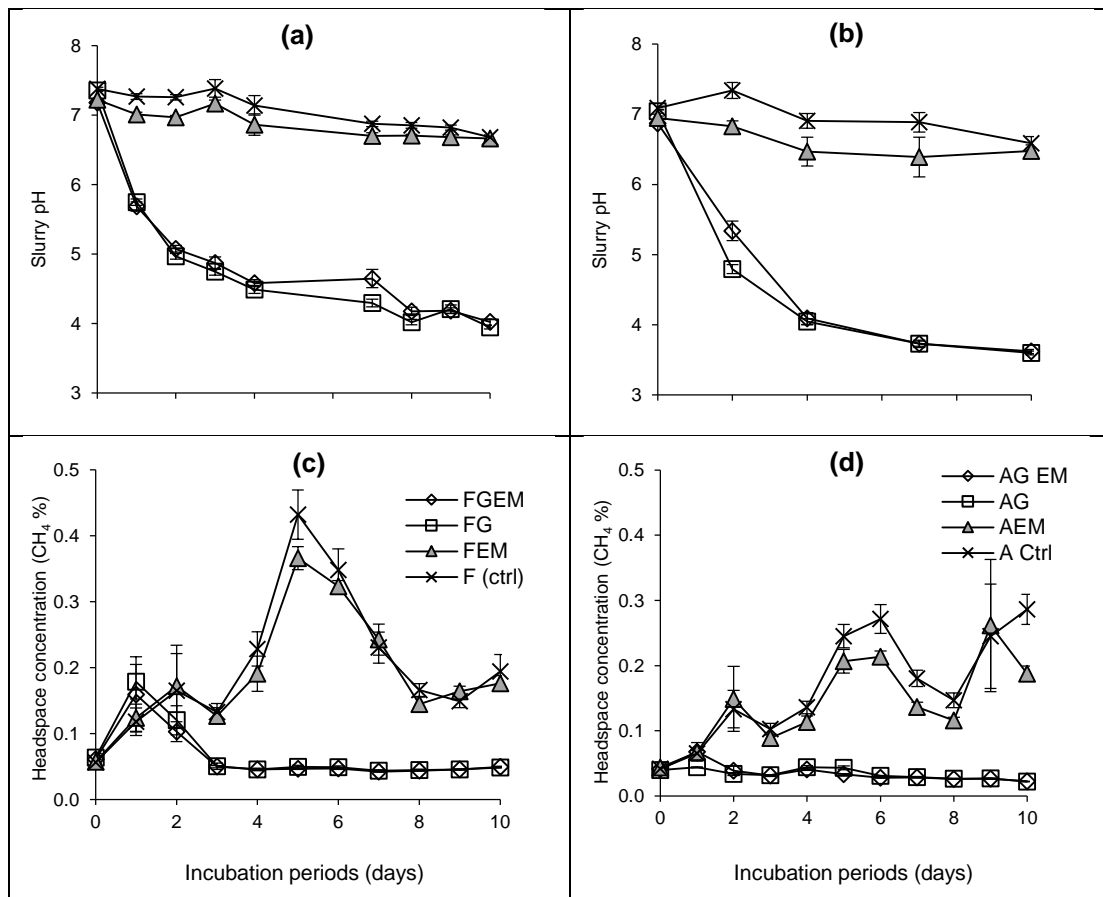 (a)
8
7
6
5
4
3
Slurry pH
(b)
8
7
6
5
4
3
Slurry pH
(c)
0.5
0.4
0.3
0.2
0.1
0.0
Headspace concentration (CH₄ %)
FGEM
FG
FEM
F (ctrl)
0 2 4 6 8 10
Incubation periods (days)
(d)
0.5
0.4
0.3
0.2
0.1
0.0
Headspace concentration (CH₄ %)
AG EM
AG
AEM
A Ctrl
0 2 4 6 8 10
Incubation periods (days)